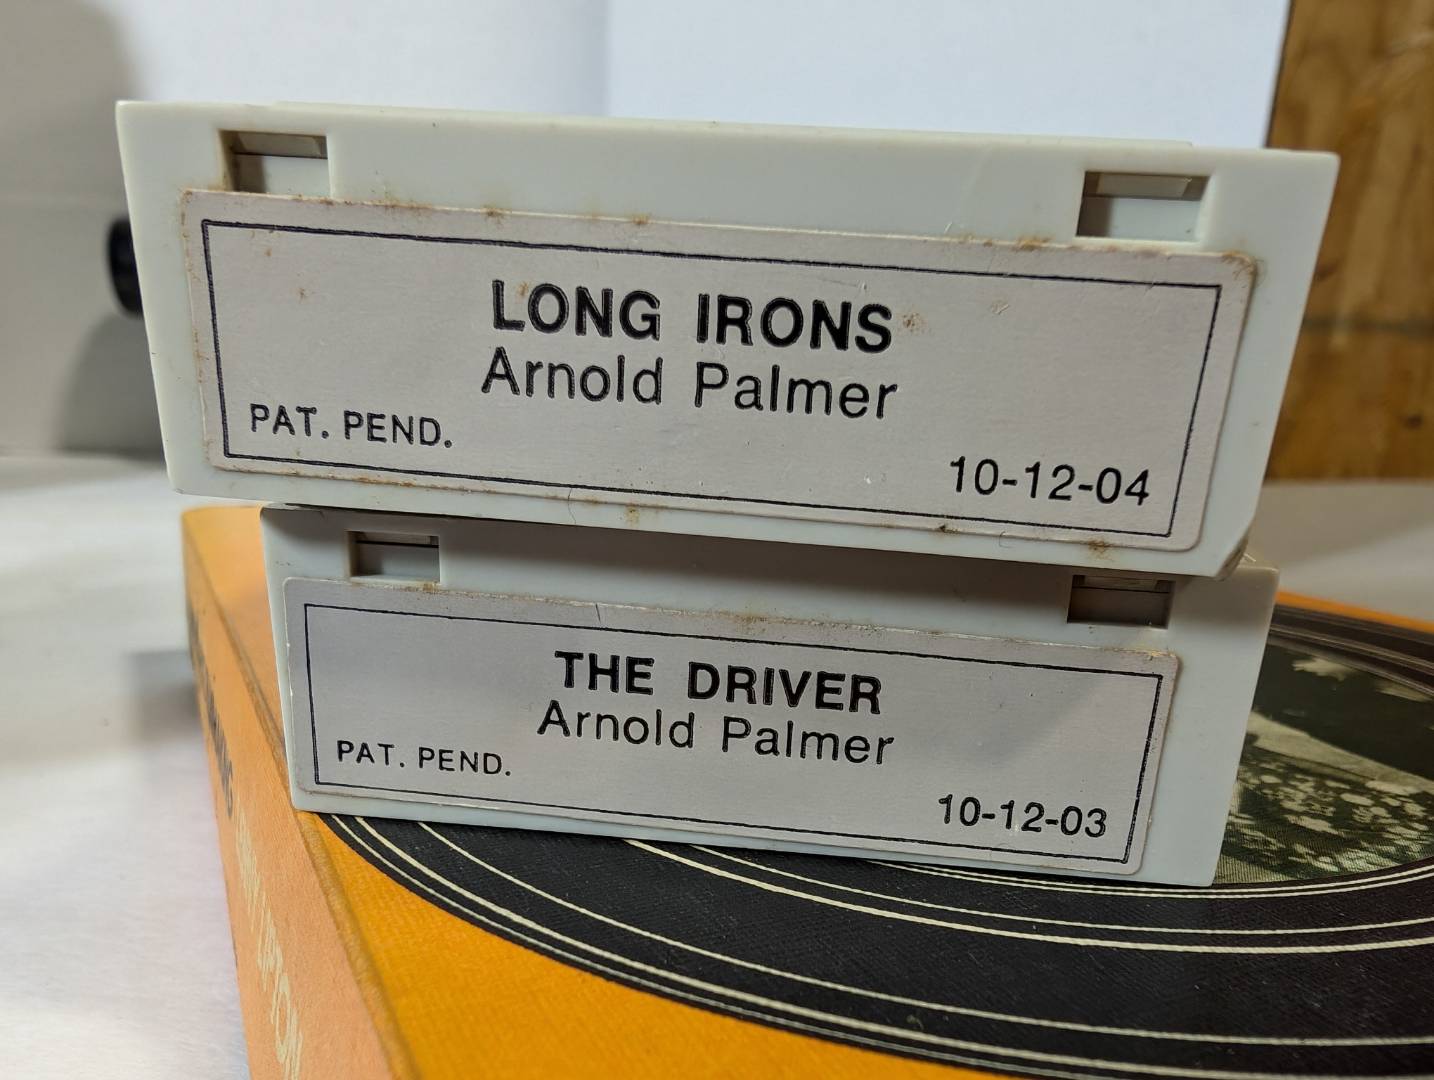 LONG IRONS
Arnold Palmer
PAT. PEND.
10-12-04
THE DRIVER
Arnold Palmer
PAT. PEND.
10-12-03